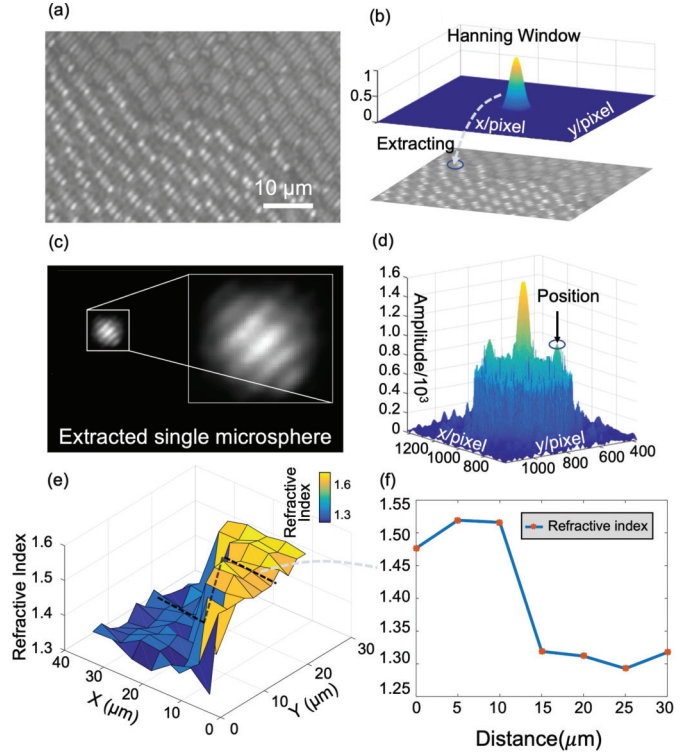 (a)
10 μm
(b)
Hanning Window
1
0.5
0
x/pixel
y/pixel
Extracting
(c)
Extracted single microsphere
(d)
Amplitude/10³
1.6
1.4
1.2
1.0
0.8
0.6
0.4
0.2
0
Position
x/pixel
y/pixel
1200
1000
800
1000
800
600
400
(e)
Refractive Index
1.6
1.3
Refractive Index
1.6
1.5
1.4
1.3
40
30
20
10
0
X (μm)
0
10
20
30
Y (μm)
(f)
Refractive index
1.55
1.50
1.45
1.40
1.35
1.30
1.25
0
5
10
15
20
25
30
Distance(μm)